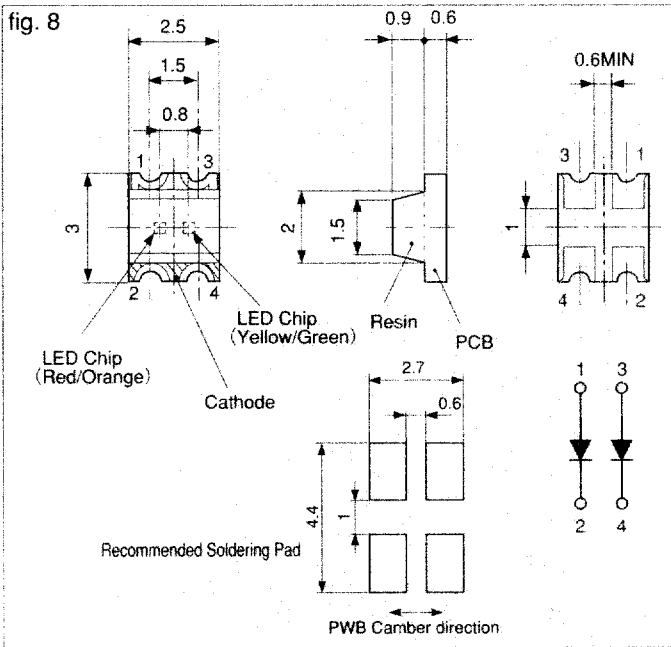 fig. 8
2.5
1.5
0.8
1 3
3
2 4
LED Chip
(Red/Orange)
LED Chip
(Yellow/Green)
Cathode
0.9 0.6
2
1.5
Resin
PCB
0.6MIN
3 1
1
4 2
2.7
0.6
4.4
1
Recommended Soldering Pad
PWB Camber direction
1 3
2 4